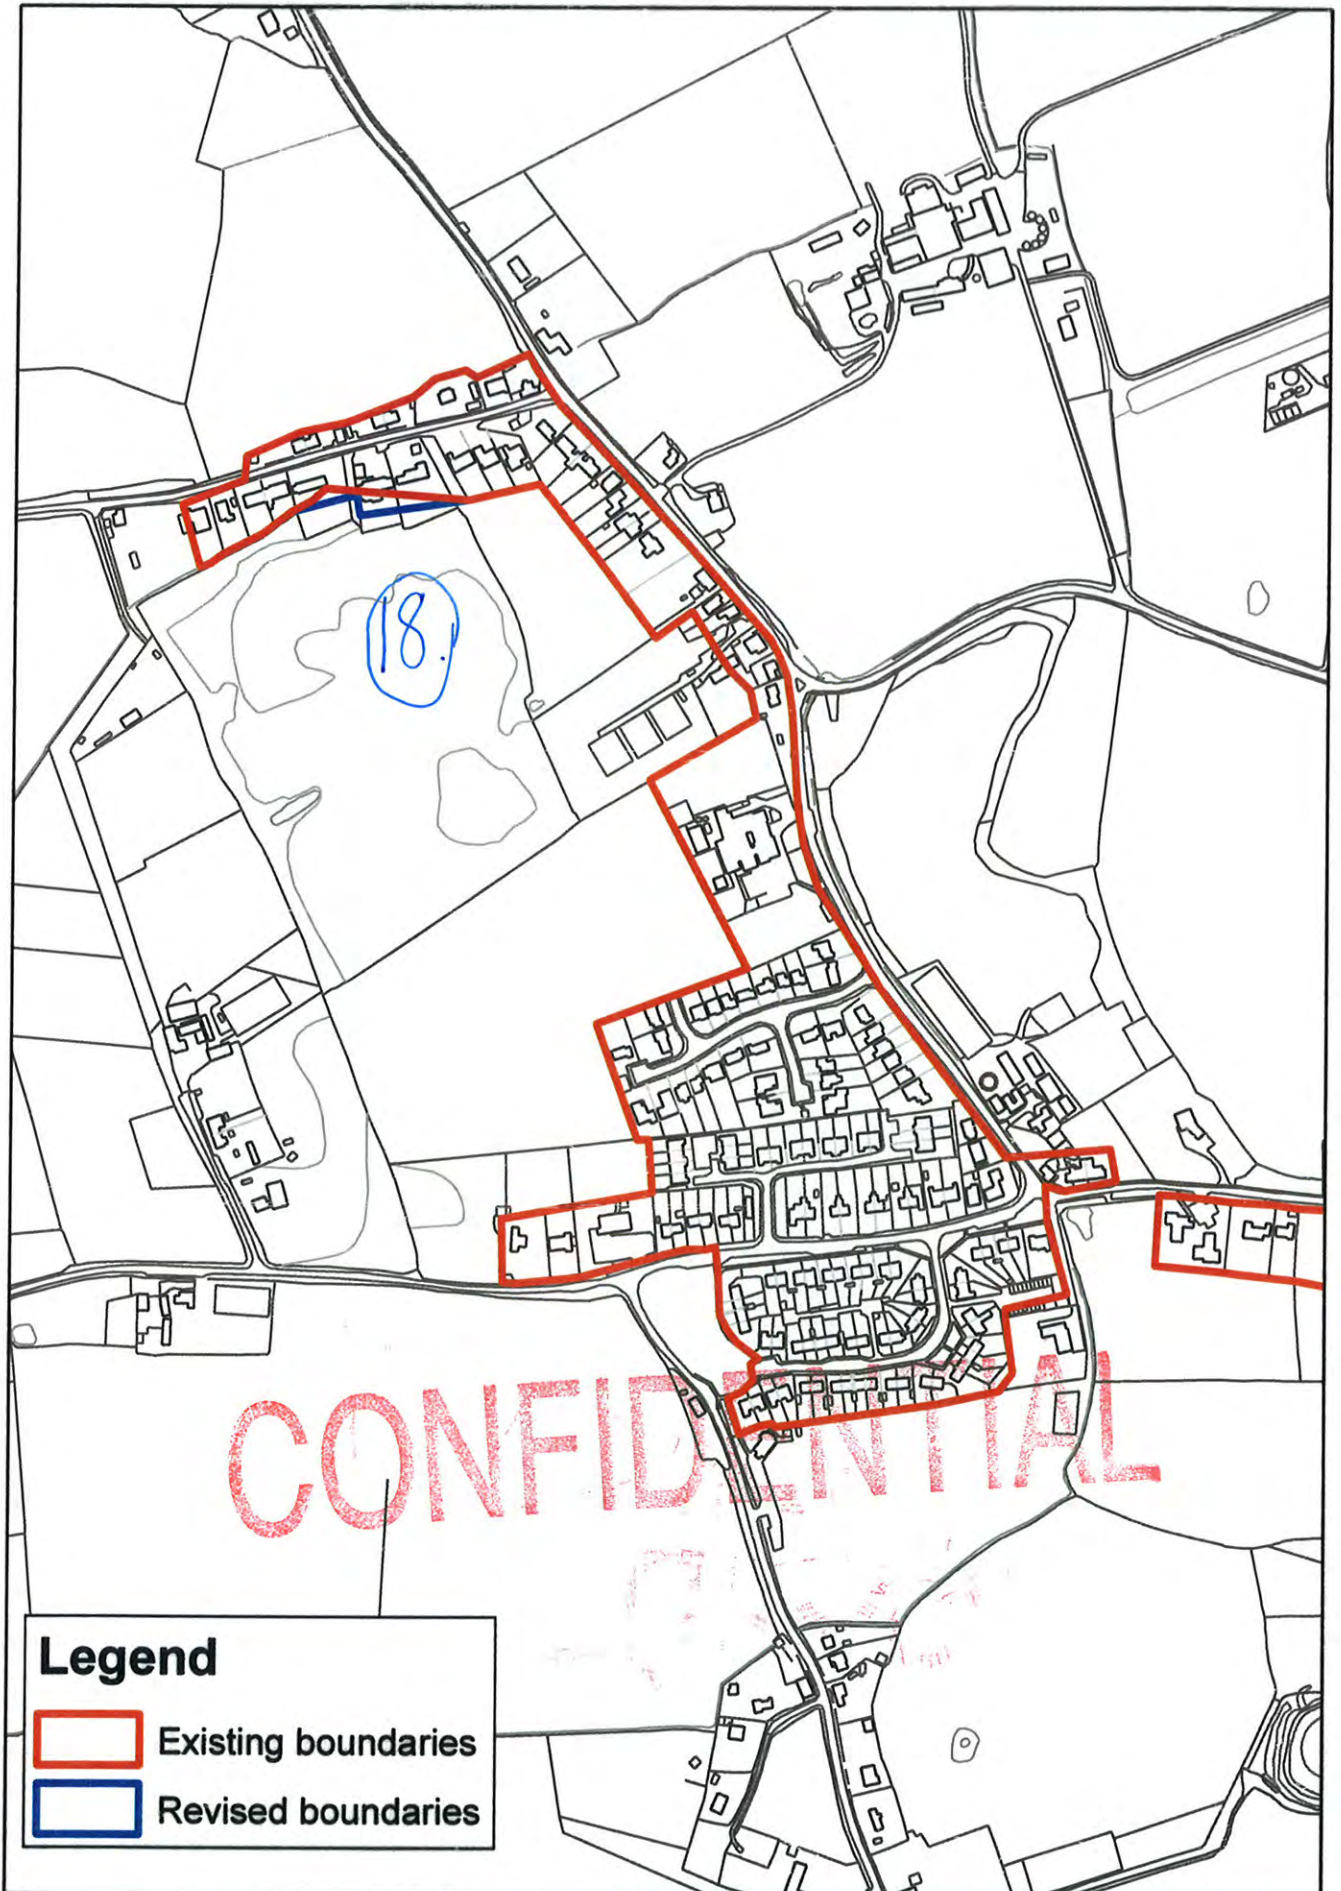 18.
CONFIDENTIAL
Legend
Existing boundaries
Revised boundaries